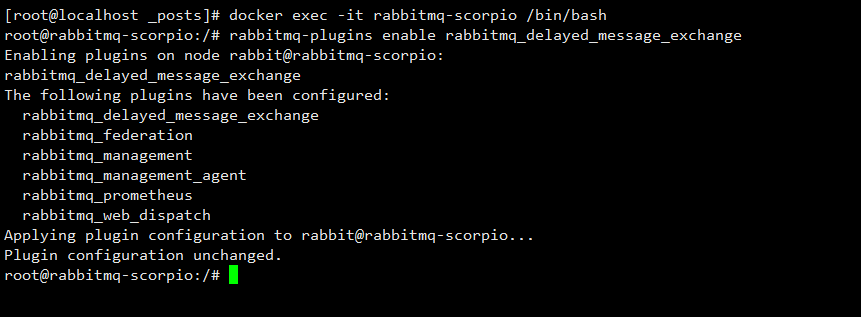 [root@localhost _posts]# docker exec -it rabbitmq-scorpio /bin/bash
root@rabbitmq-scorpio:/# rabbitmq-plugins enable rabbitmq_delayed_message_exchange
Enabling plugins on node rabbit@rabbitmq-scorpio:
rabbitmq_delayed_message_exchange
The following plugins have been configured:
  rabbitmq_delayed_message_exchange
  rabbitmq_federation
  rabbitmq_management
  rabbitmq_management_agent
  rabbitmq_prometheus
  rabbitmq_web_dispatch
Applying plugin configuration to rabbit@rabbitmq-scorpio...
Plugin configuration unchanged.
root@rabbitmq-scorpio:/#